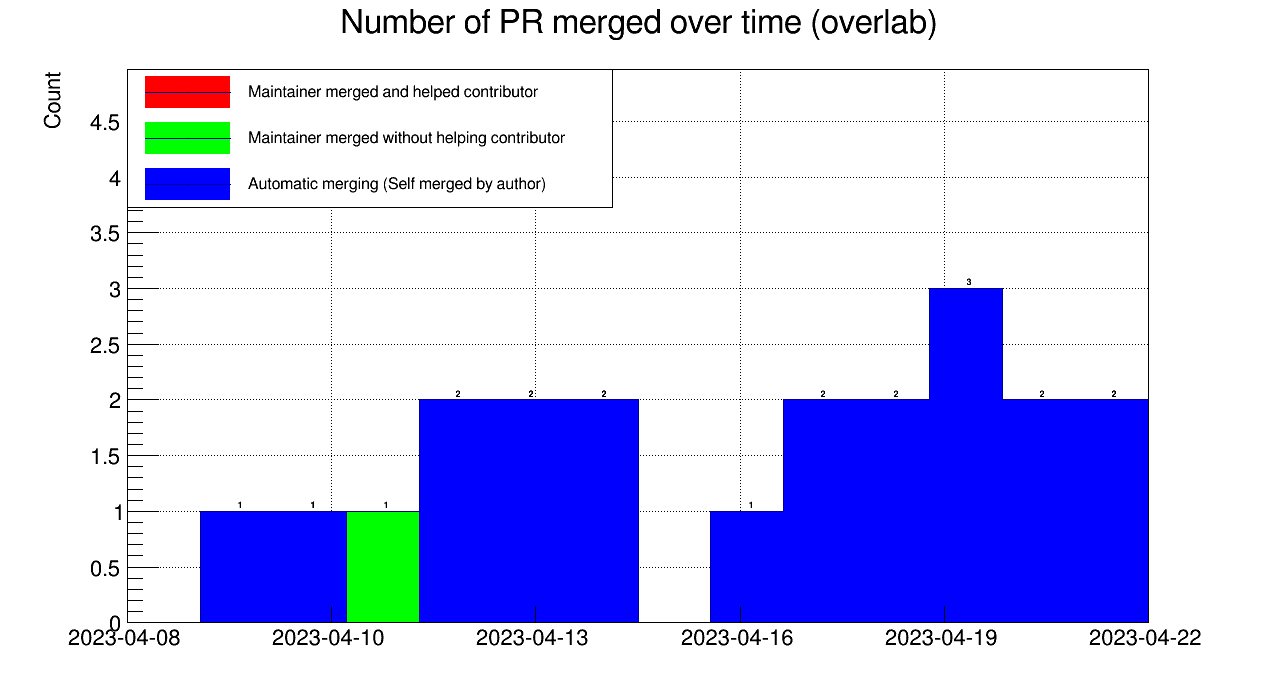 Number of PR merged over time (overlab)
Count
Maintainer merged and helped contributor
Maintainer merged without helping contributor
Automatic merging (Self merged by author)
4.5
4
3.5
3
2.5
2
1.5
1
0.5
0
1 1 1 2 2 2 1 2 2 3 2 2
2023-04-08 2023-04-10 2023-04-13 2023-04-16 2023-04-19 2023-04-22